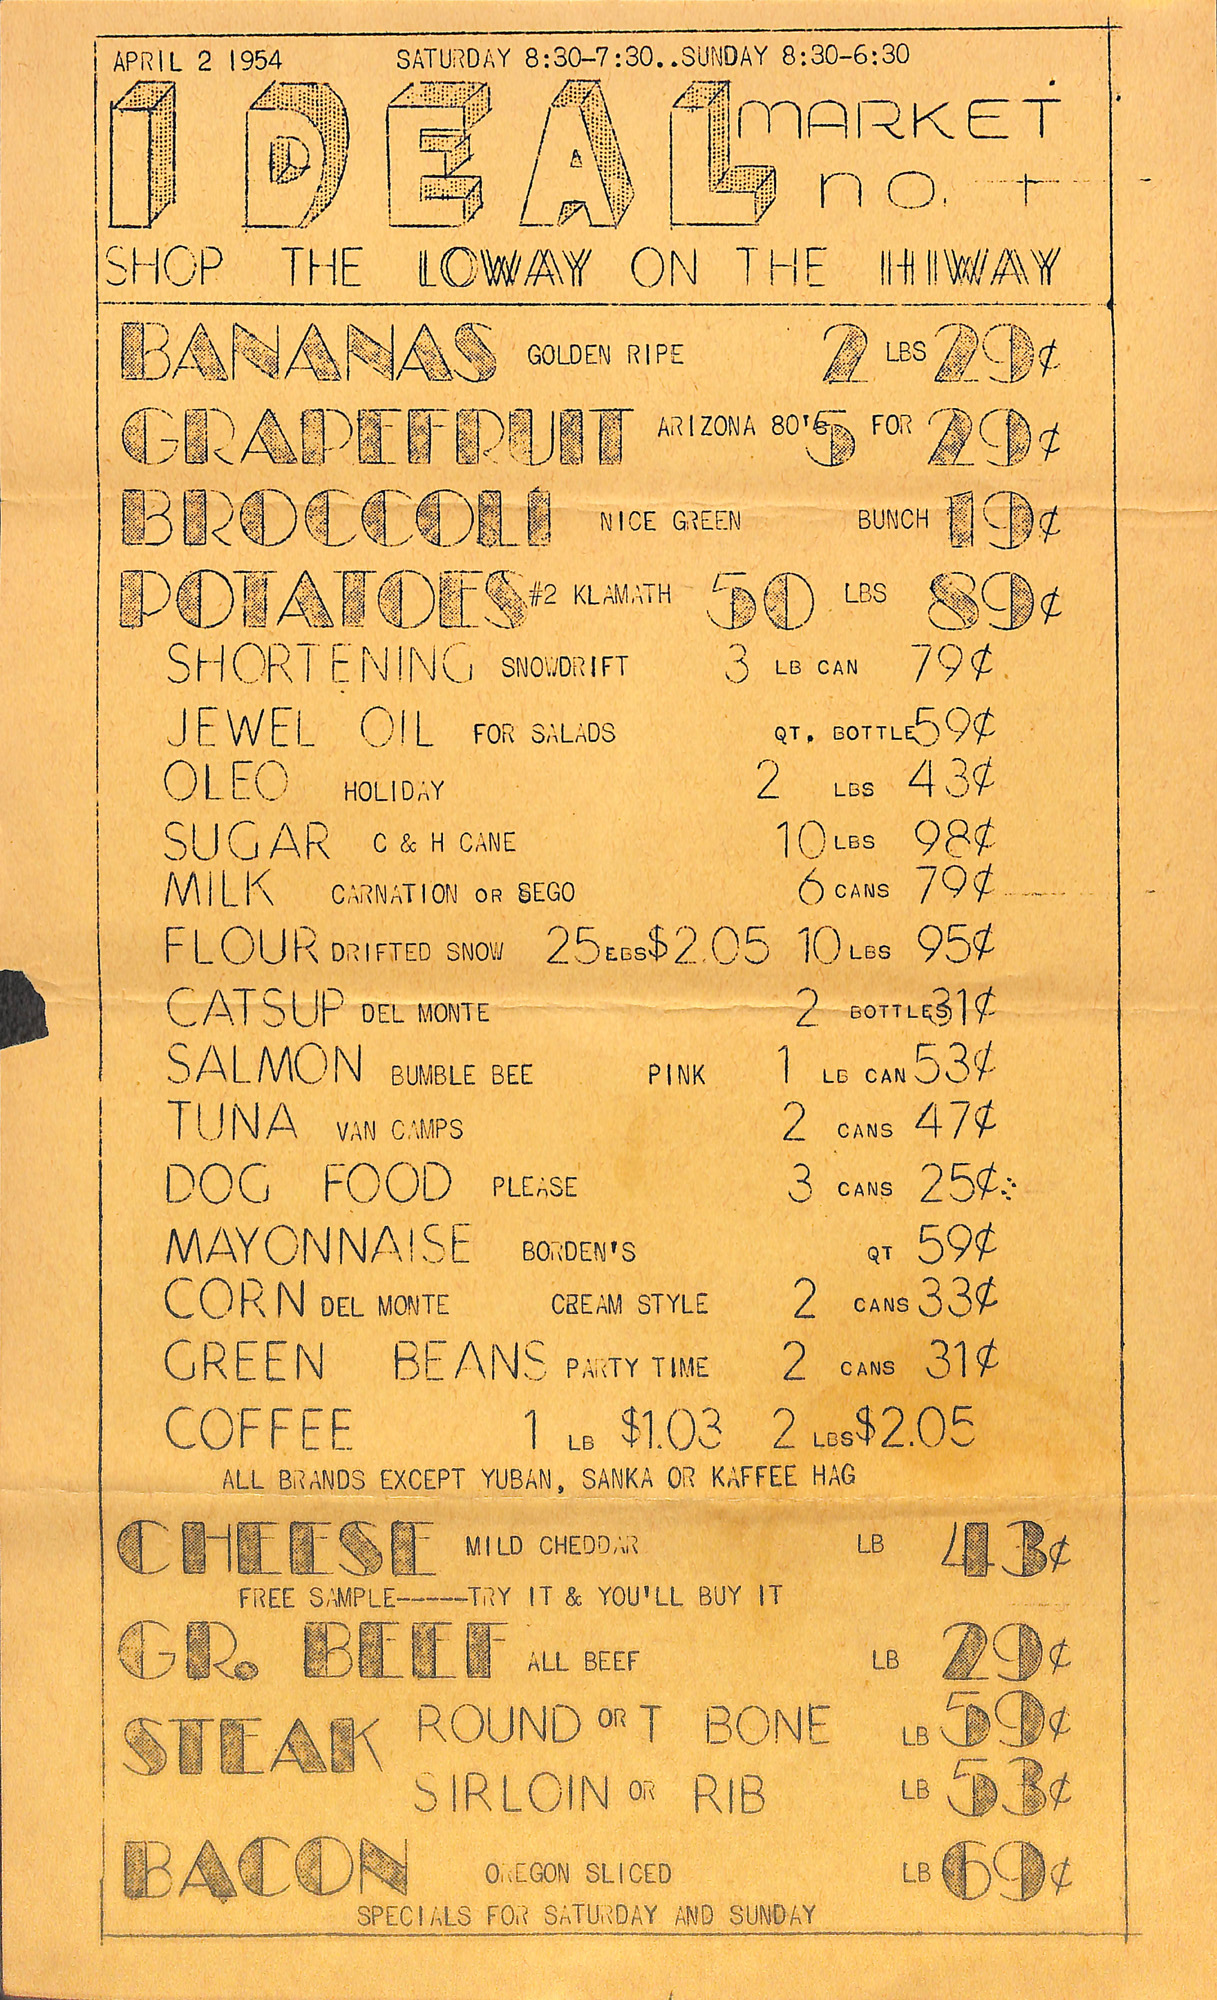 APRIL 2 1954 SATURDAY 8:30-7:30..SUNDAY 8:30-6:30
IDEAL MARKET
no. 1
SHOP THE LOWAY ON THE HIWAY
BANANAS GOLDEN RIPE 2 LBS 29¢
GRAPEFRUIT ARIZONA 80'S 5 FOR 29¢
BROCCOLI NICE GREEN BUNCH 19¢
POTATOES #2 KLAMATH 50 LBS 89¢
SHORTENING SNOWDRIFT 3 LB CAN 79¢
JEWEL OIL FOR SALADS QT. BOTTLE 59¢
OLEO HOLIDAY 2 LBS 43¢
SUGAR C & H CANE 10 LBS 98¢
MILK CARNATION OR SEGO 6 CANS 79¢
FLOUR DRIFTED SNOW 25 LBS $2.05 10 LBS 95¢
CATSUP DEL MONTE 2 BOTTLES 31¢
SALMON BUMBLE BEE PINK 1 LB CAN 53¢
TUNA VAN CAMPS 2 CANS 47¢
DOG FOOD PLEASE 3 CANS 25¢
MAYONNAISE BORDEN'S QT 59¢
CORN DEL MONTE CREAM STYLE 2 CANS 33¢
GREEN BEANS PARTY TIME 2 CANS 31¢
COFFEE 1 LB $1.03 2 LBS $2.05
ALL BRANDS EXCEPT YUBAN, SANKA OR KAFFEE HAG
CHEESE MILD CHEDDAR LB 43¢
FREE SAMPLE-----TRY IT & YOU'LL BUY IT
GR. BEEF ALL BEEF LB 29¢
STEAK ROUND OR T BONE LB 59¢
SIRLOIN OR RIB LB 53¢
BACON OREGON SLICED LB 69¢
SPECIALS FOR SATURDAY AND SUNDAY